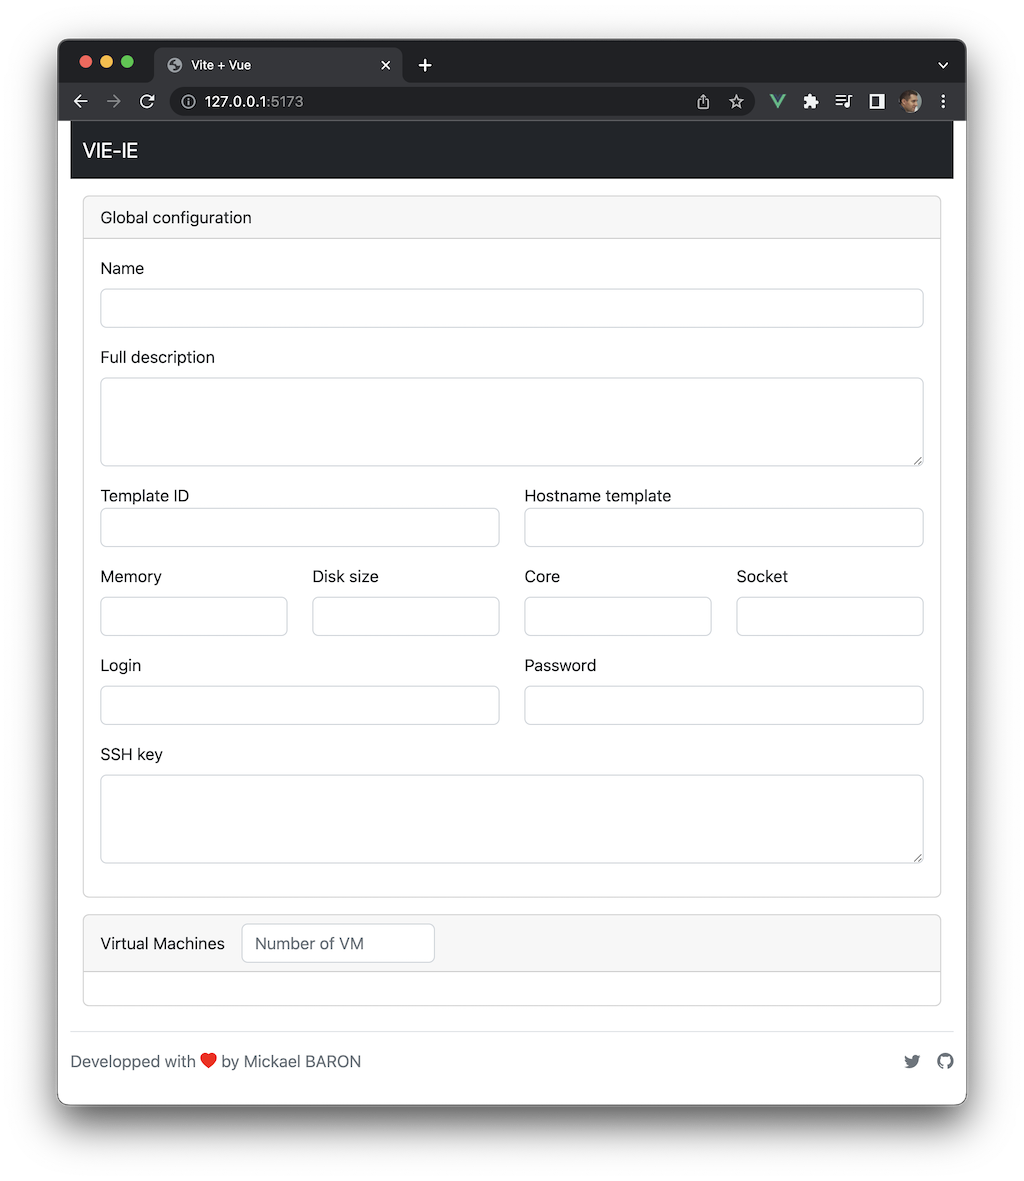 Vite + Vue
127.0.0.1:5173
VIE-IE
Global configuration
Name
Full description
Template ID Hostname template
Memory Disk size Core Socket
Login Password
SSH key
Virtual Machines Number of VM
Developped with ❤️ by Mickael BARON